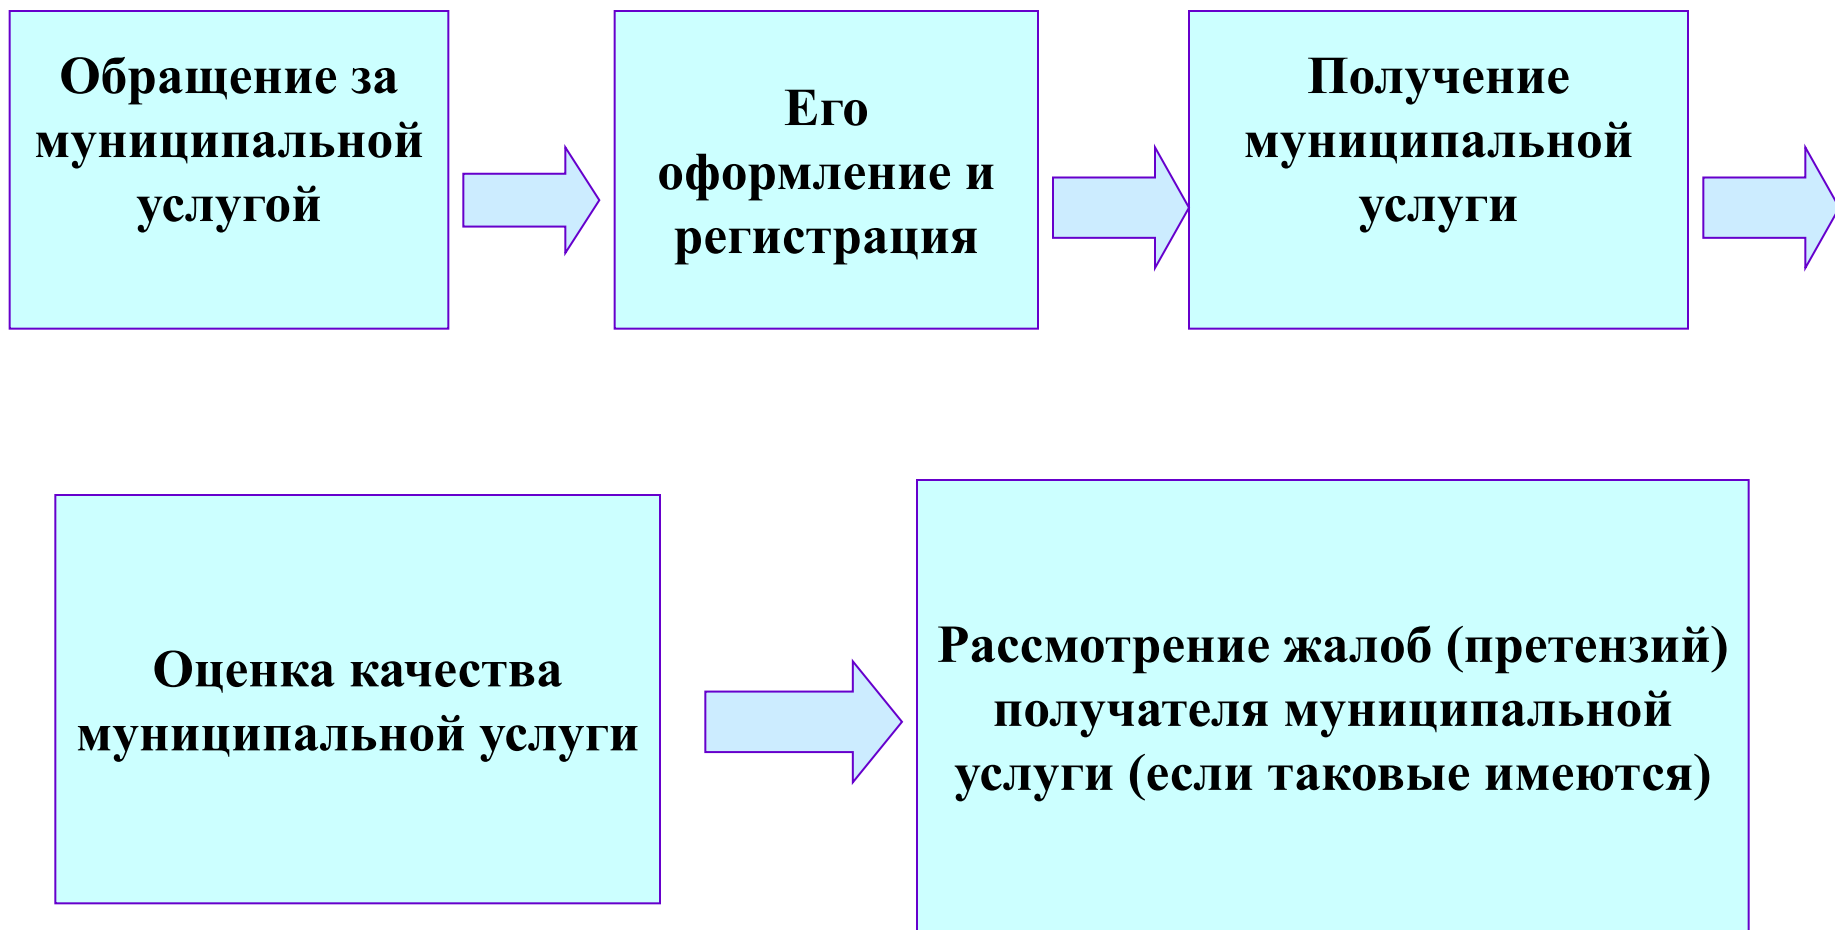 Обращение за
муниципальной
услугой
Его
оформление и
регистрация
Получение
муниципальной
услуги
Оценка качества
муниципальной услуги
Рассмотрение жалоб (претензий)
получателя муниципальной
услуги (если таковые имеются)